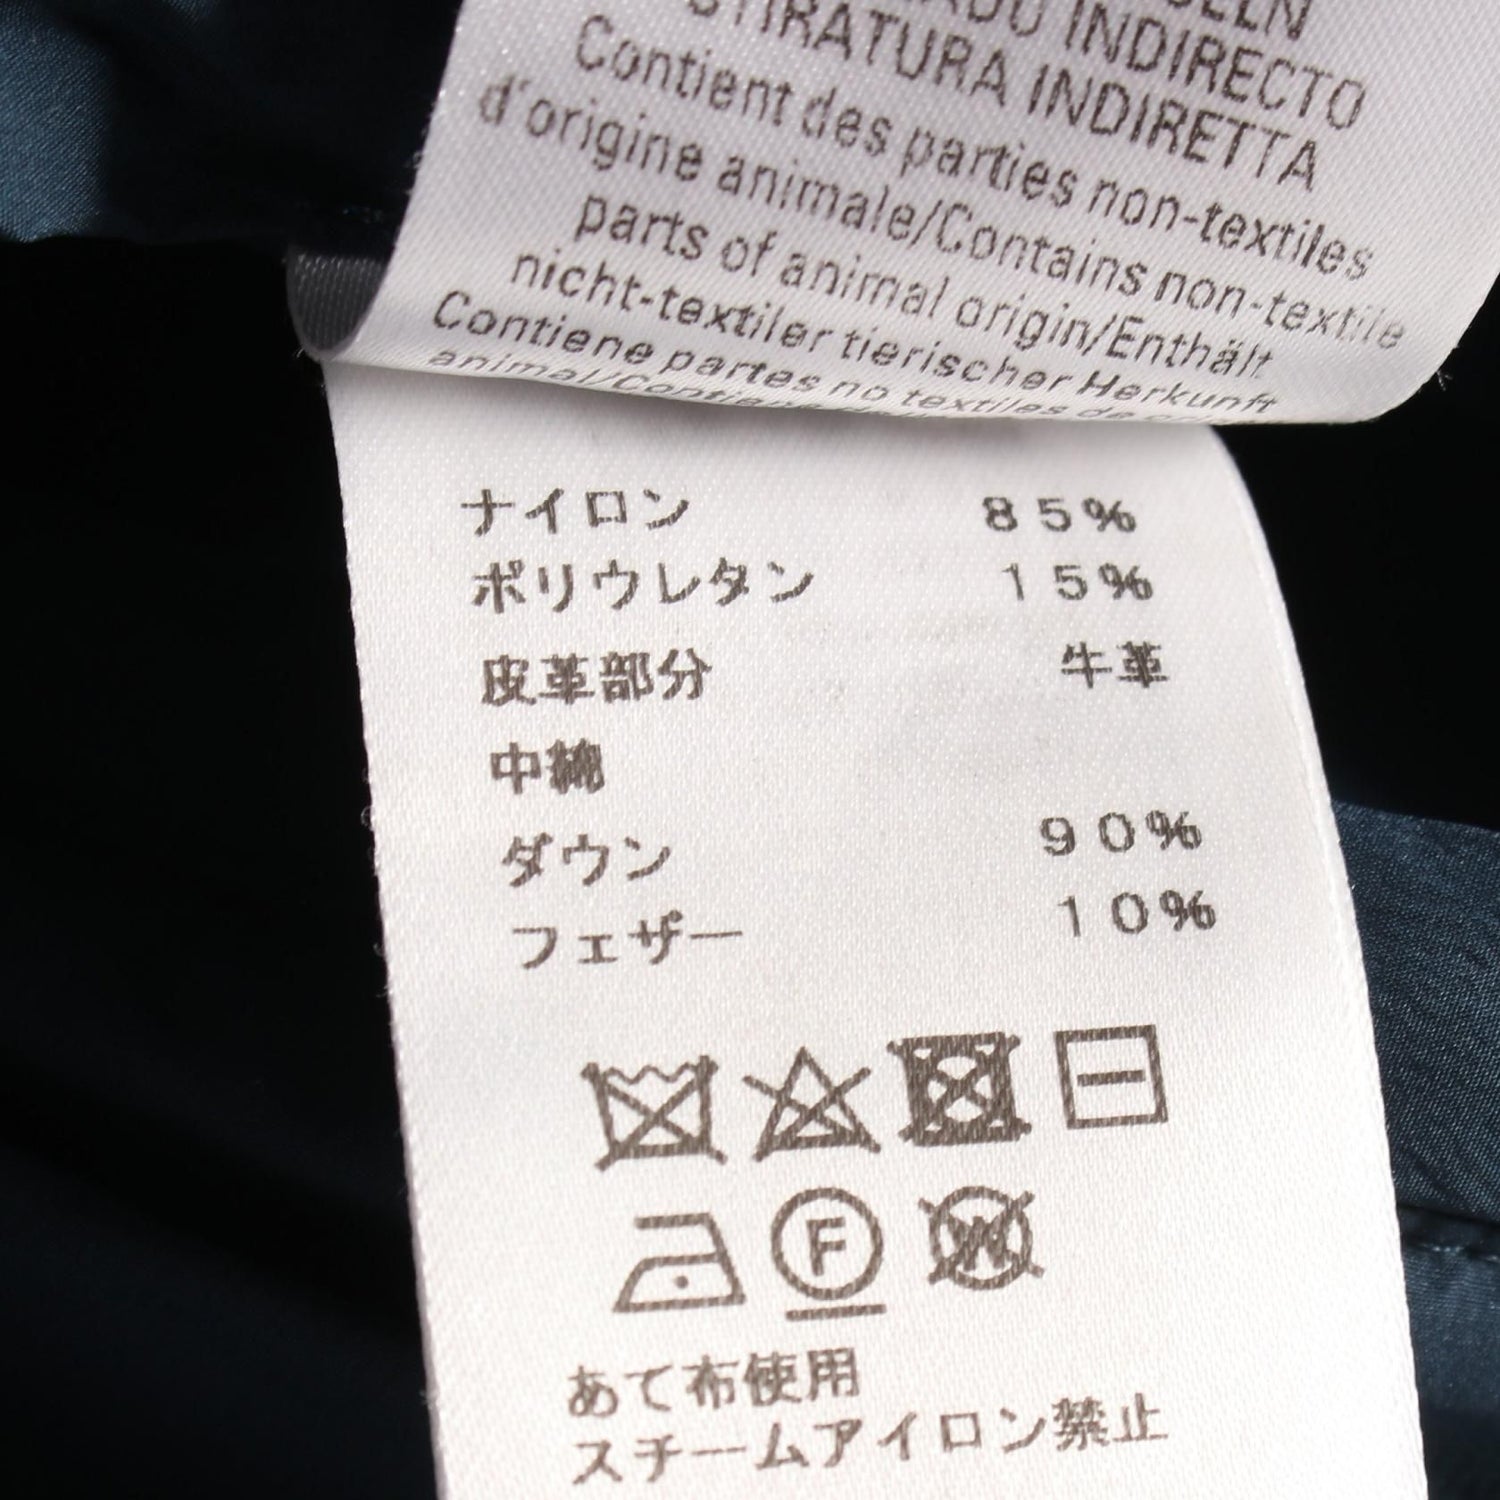 INDIRECTO
STIRATURA INDIRETTA
Contient des parties non-textiles
d'origine animale/Contains non-textile
parts of animal origin/Enthält
nicht-textiler tierischer Herkunft
Contiene partes no textiles de
animal/Contiene
ナイロン ８５％
ポリウレタン １５％
皮革部分 牛革
中綿
ダウン ９０％
フェザー １０％
F
W
あて布使用
スチームアイロン禁止